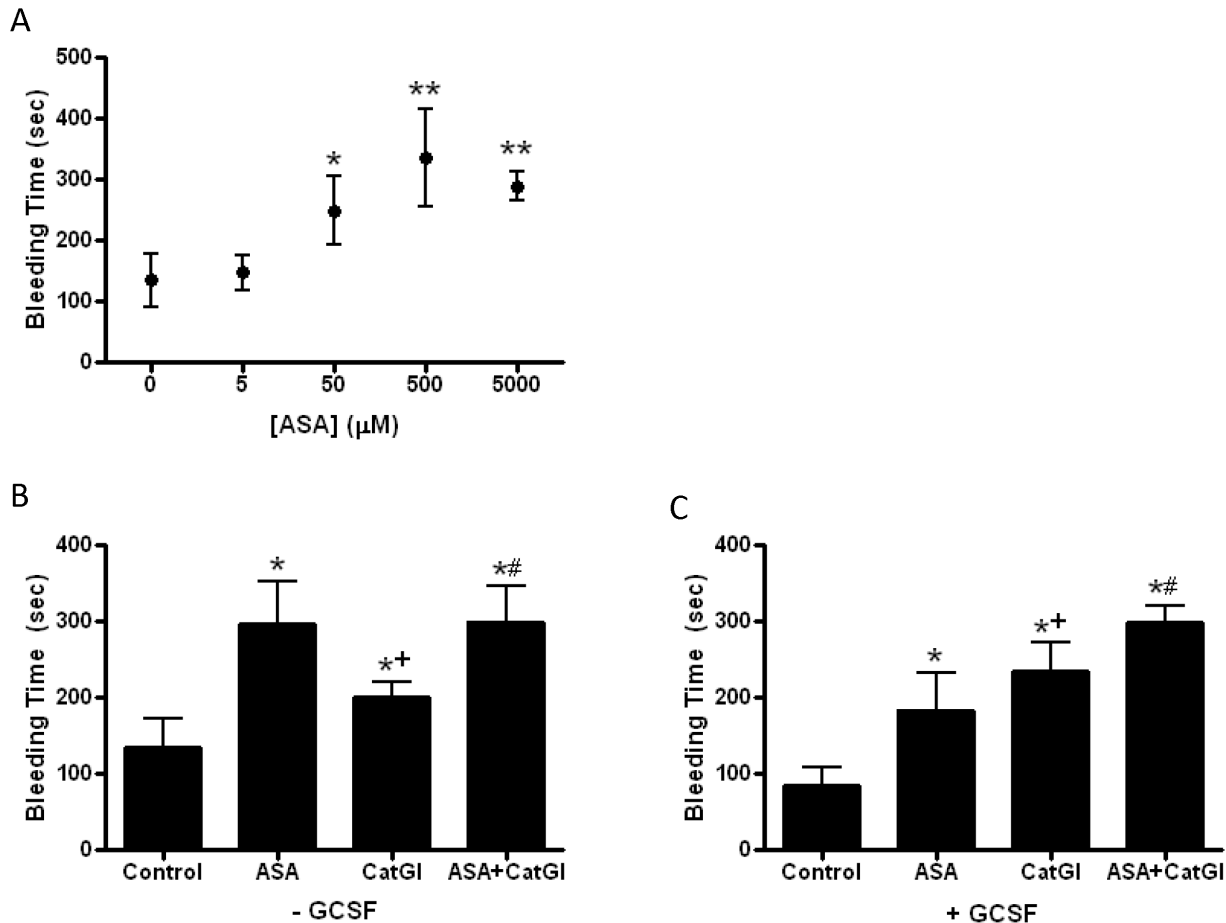 A
Bleeding Time (sec)
500
400
300
200
100
0
*
**
**
0 5 50 500 5000
[ASA] (μM)
B
Bleeding Time (sec)
400
300
200
100
0
*
*+
*#
Control ASA CatGI ASA+CatGI
- GCSF
C
Bleeding Time (sec)
400
300
200
100
0
*
*+
*#
Control ASA CatGI ASA+CatGI
+ GCSF